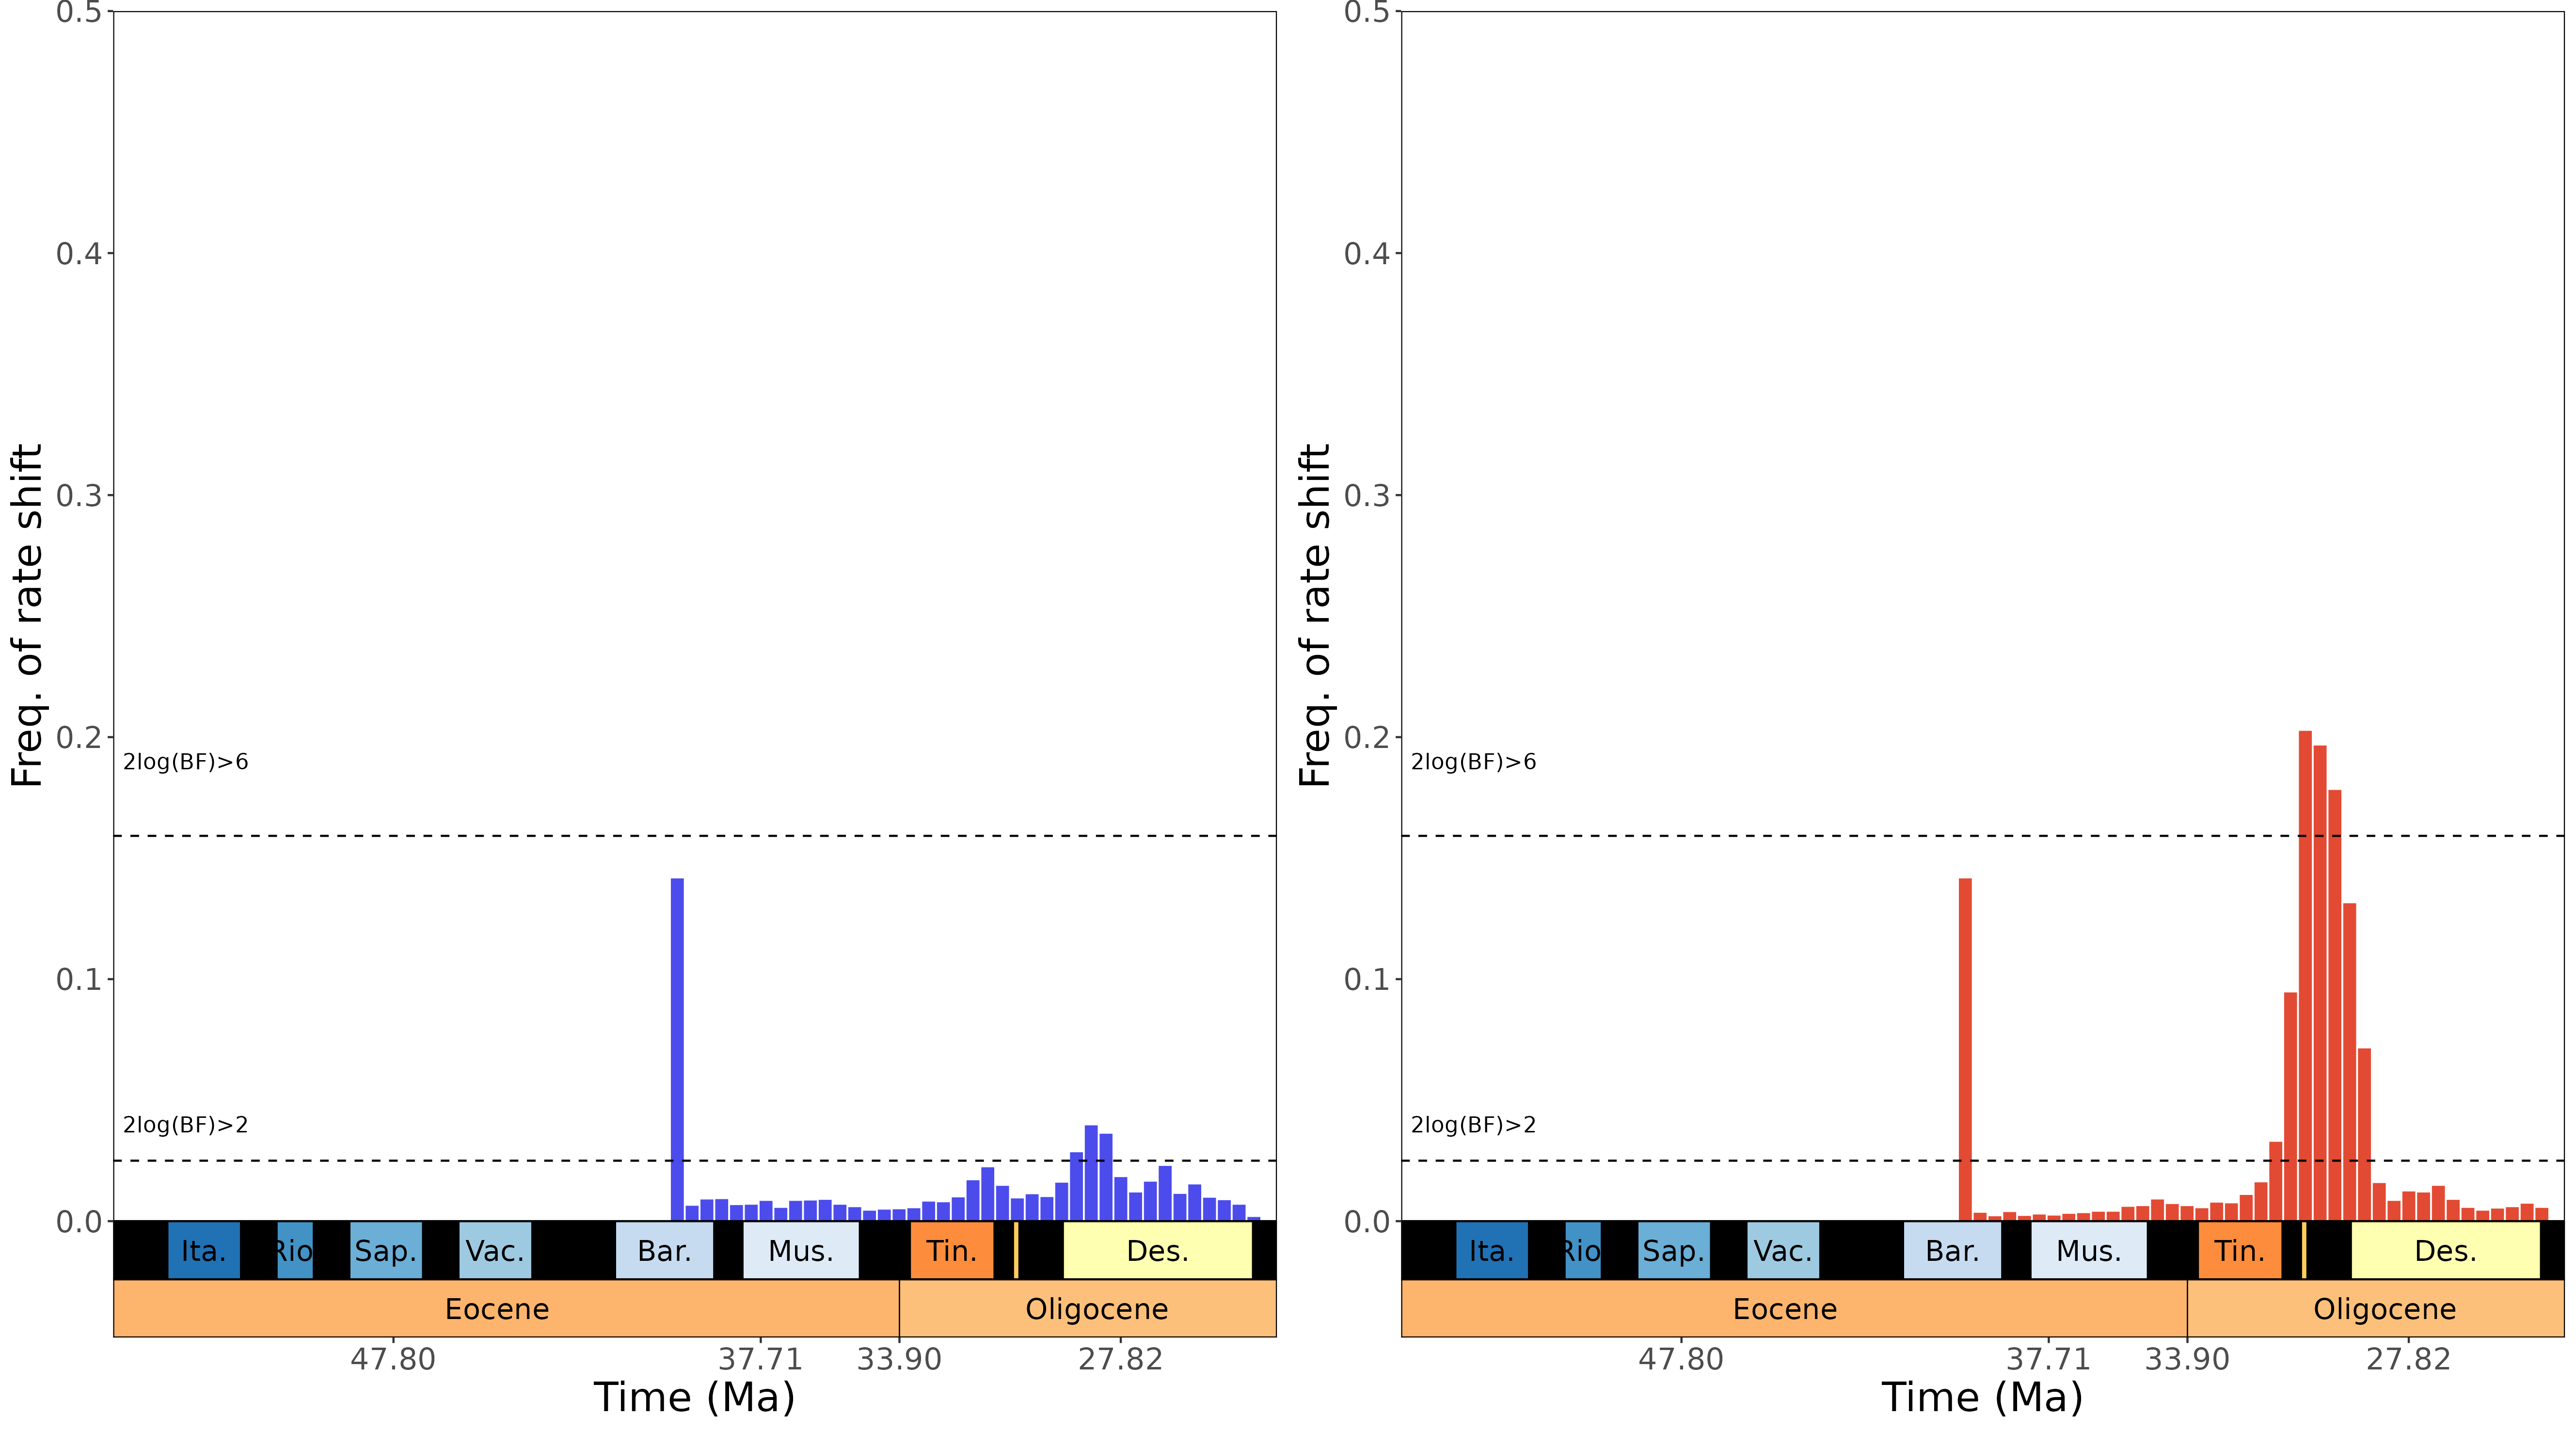 Freq. of rate shift
0.5
0.4
0.3
0.2
0.1
0.0
2log(BF)>6
2log(BF)>2
Ita. Rio Sap. Vac. Bar. Mus. Tin. Des.
Eocene Oligocene
47.80 37.71 33.90 27.82
Time (Ma)
Freq. of rate shift
0.5
0.4
0.3
0.2
0.1
0.0
2log(BF)>6
2log(BF)>2
Ita. Rio Sap. Vac. Bar. Mus. Tin. Des.
Eocene Oligocene
47.80 37.71 33.90 27.82
Time (Ma)